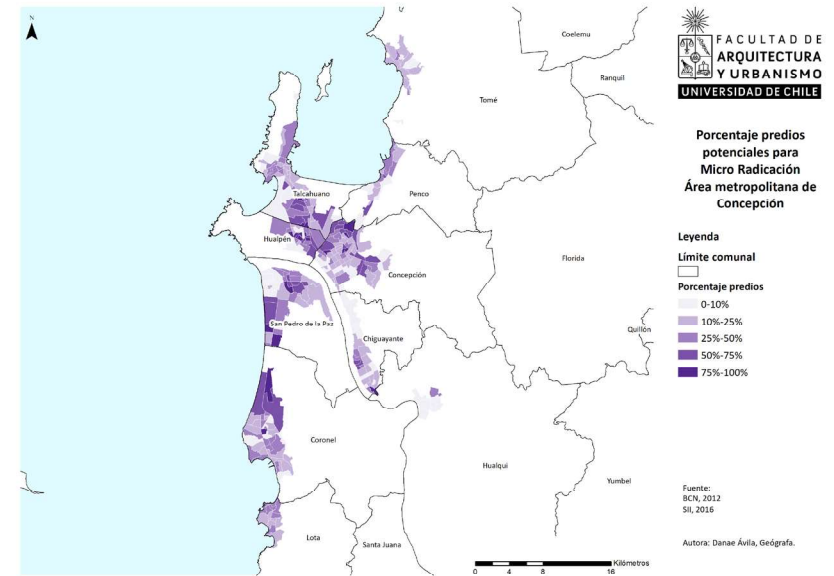 N
Coelemu
Ranquil
Tomé
Talcahuano
Penco
Hualpén
Concepción
Florida
San Pedro de la Paz
Chiguayante
Quillón
Coronel
Hualqui
Yumbel
Lota
Santa Juana
Kilómetros
0 4 8 16
FACULTAD DE
ARQUITECTURA
Y URBANISMO
UNIVERSIDAD DE CHILE
Porcentaje predios
potenciales para
Micro Radicación
Área metropolitana de
Concepción
Leyenda
Límite comunal
Porcentaje predios
0-10%
10%-25%
25%-50%
50%-75%
75%-100%
Fuente:
BCN, 2012
SII, 2016
Autora: Danae Ávila, Geógrafa.